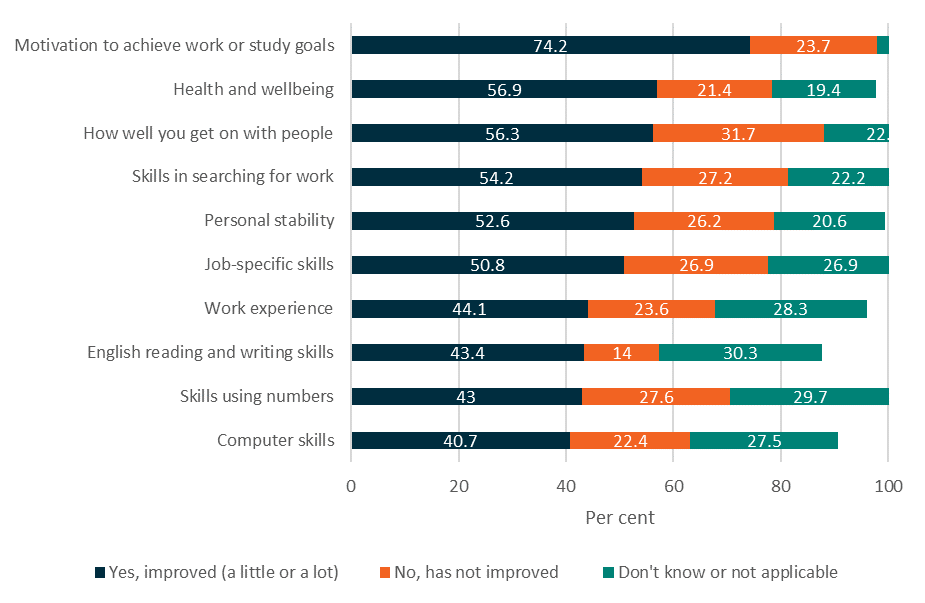 Motivation to achieve work or study goals 74.2 23.7
Health and wellbeing 56.9 21.4 19.4
How well you get on with people 56.3 31.7 22.
Skills in searching for work 54.2 27.2 22.2
Personal stability 52.6 26.2 20.6
Job-specific skills 50.8 26.9 26.9
Work experience 44.1 23.6 28.3
English reading and writing skills 43.4 14 30.3
Skills using numbers 43 27.6 29.7
Computer skills 40.7 22.4 27.5
0 20 40 60 80 100
Per cent
Yes, improved (a little or a lot) No, has not improved Don't know or not applicable